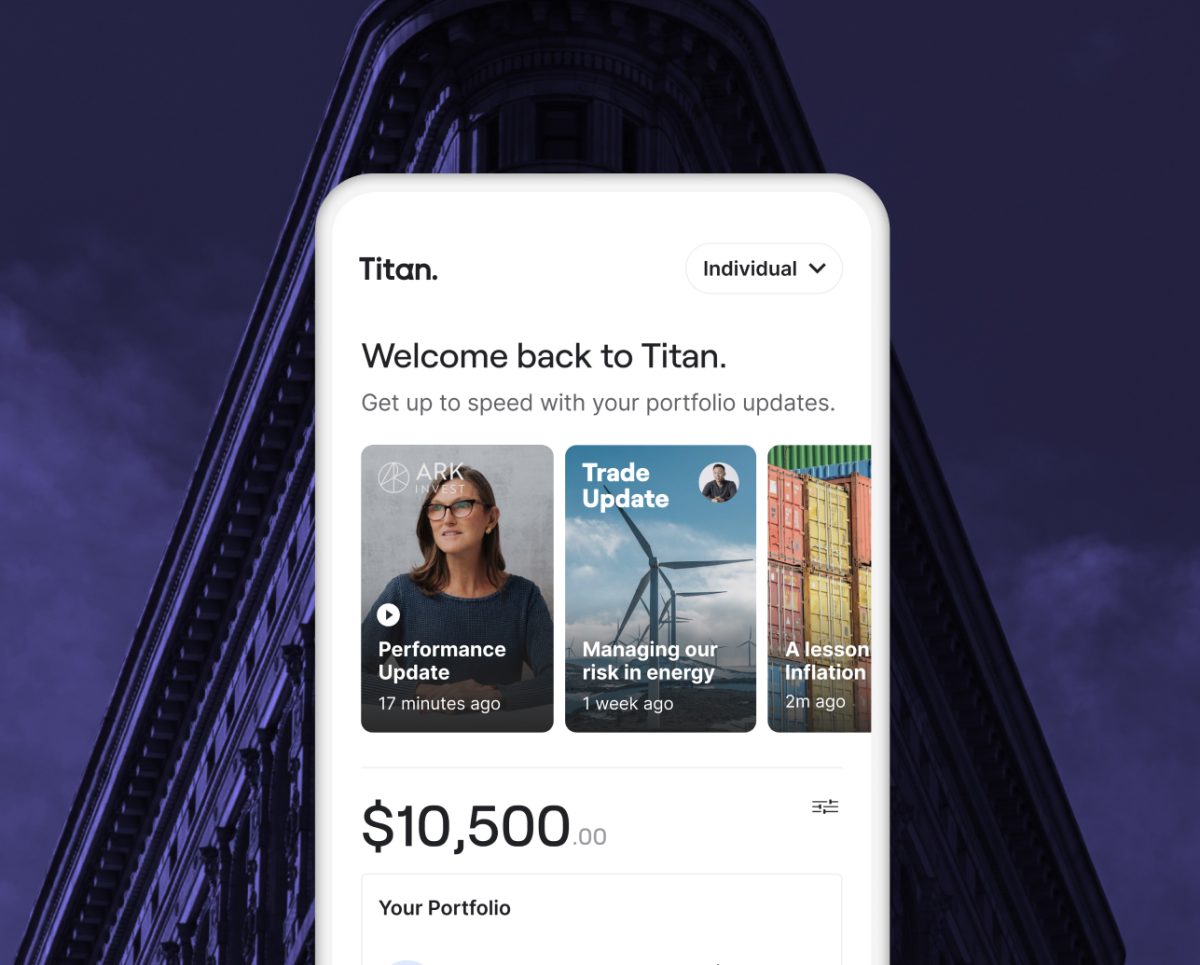 Titan.
Individual
Welcome back to Titan.
Get up to speed with your portfolio updates.
ARK
INVEST
Performance
Update
17 minutes ago
Trade
Update
Managing our
risk in energy
1 week ago
A lesson
Inflation
2m ago
$10,500.00
Your Portfolio